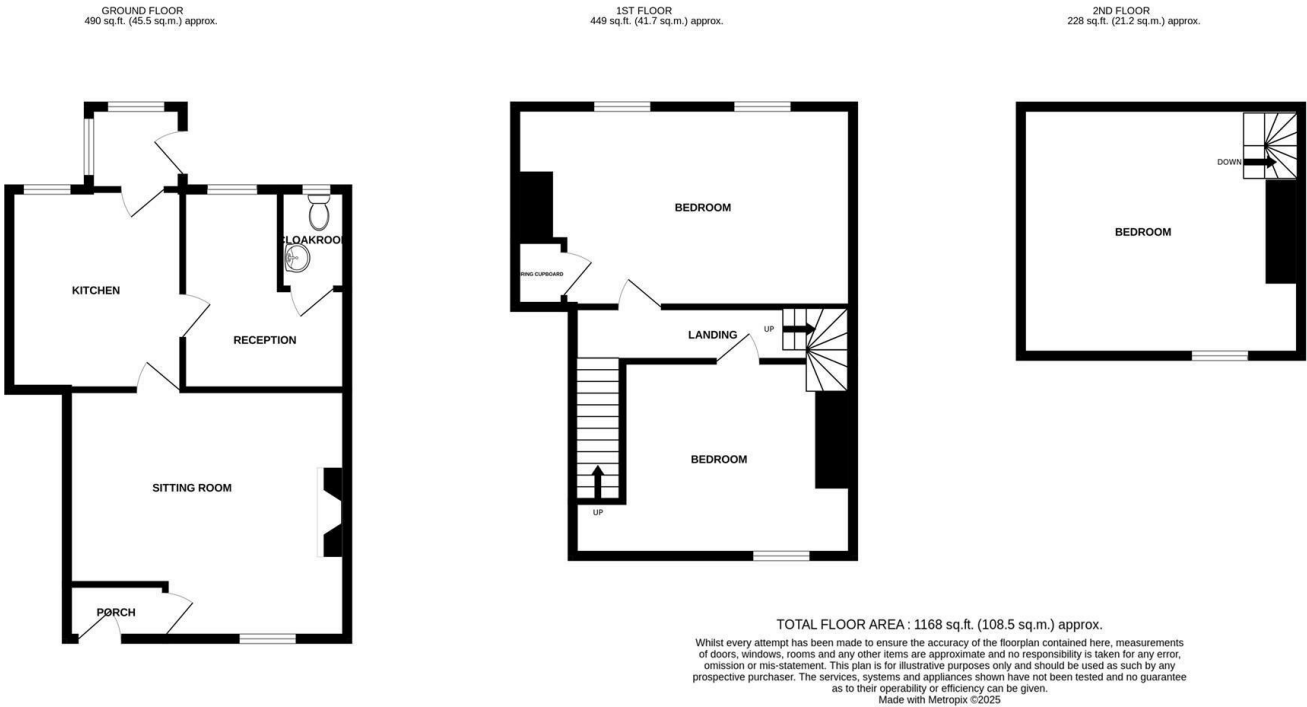 GROUND FLOOR
490 sq.ft. (45.5 sq.m.) approx.
1ST FLOOR
449 sq.ft. (41.7 sq.m.) approx.
2ND FLOOR
228 sq.ft. (21.2 sq.m.) approx.
KITCHEN
CLOAKROOM
RECEPTION
SITTING ROOM
PORCH
BEDROOM
RING CUPBOARD
LANDING
UP
BEDROOM
UP
DOWN
BEDROOM
TOTAL FLOOR AREA : 1168 sq.ft. (108.5 sq.m.) approx.
Whilst every attempt has been made to ensure the accuracy of the floorplan contained here, measurements
of doors, windows, rooms and any other items are approximate and no responsibility is taken for any error,
omission or mis-statement. This plan is for illustrative purposes only and should be used as such by any
prospective purchaser. The services, systems and appliances shown have not been tested and no guarantee
as to their operability or efficiency can be given.
Made with Metropix ©2025